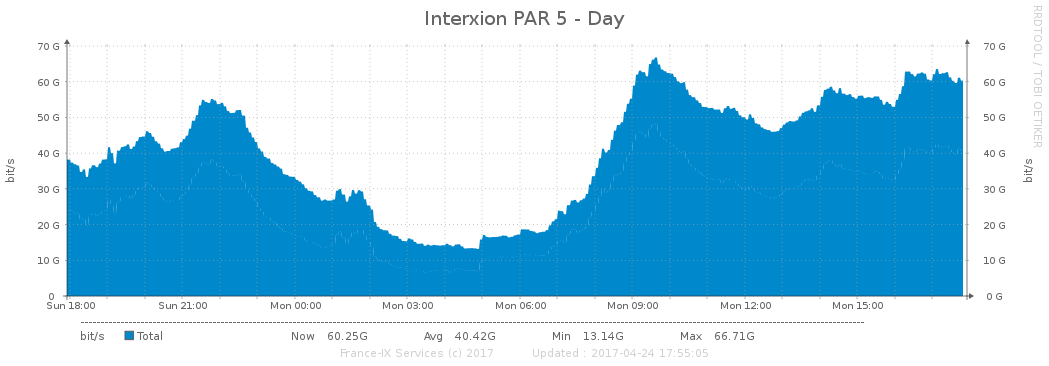 Interxion PAR 5 - Day
RRDTOOL / TOBI OETIKER
70 G 70 G
60 G 60 G
50 G 50 G
40 G 40 G
30 G 30 G
20 G 20 G
10 G 10 G
0 0 G
bit/s bit/s
Sun 18:00 Sun 21:00 Mon 00:00 Mon 03:00 Mon 06:00 Mon 09:00 Mon 12:00 Mon 15:00
bit/s Total Now 60.25G Avg 40.42G Min 13.14G Max 66.71G
France-IX Services (c) 2017 Updated : 2017-04-24 17:55:05